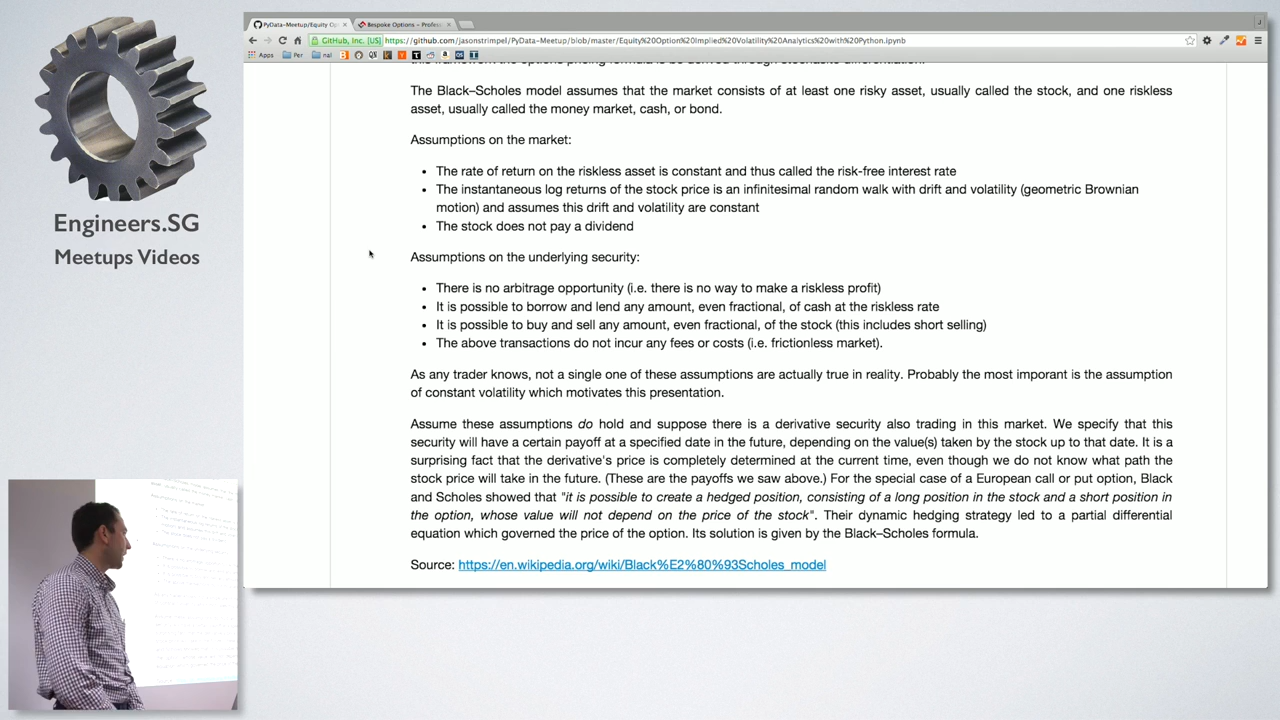 PyData-Meetup/Equity Op
Bespoke Options – Profes
GitHub, Inc. [US]
https://github.com/jasonstrimpel/PyData-Meetup/blob/master/Equity%20Option%20Implied%20Volatility%20Analytics%20with%20Python.ipynb
Apps
Per
nal
The Black–Scholes model assumes that the market consists of at least one risky asset, usually called the stock, and one riskless
asset, usually called the money market, cash, or bond.
Assumptions on the market:
The rate of return on the riskless asset is constant and thus called the risk-free interest rate
The instantaneous log returns of the stock price is an infinitesimal random walk with drift and volatility (geometric Brownian
motion) and assumes this drift and volatility are constant
The stock does not pay a dividend
Assumptions on the underlying security:
There is no arbitrage opportunity (i.e. there is no way to make a riskless profit)
It is possible to borrow and lend any amount, even fractional, of cash at the riskless rate
It is possible to buy and sell any amount, even fractional, of the stock (this includes short selling)
The above transactions do not incur any fees or costs (i.e. frictionless market).
As any trader knows, not a single one of these assumptions are actually true in reality. Probably the most imporant is the assumption
of constant volatility which motivates this presentation.
Assume these assumptions do hold and suppose there is a derivative security also trading in this market. We specify that this
security will have a certain payoff at a specified date in the future, depending on the value(s) taken by the stock up to that date. It is a
surprising fact that the derivative's price is completely determined at the current time, even though we do not know what path the
stock price will take in the future. (These are the payoffs we saw above.) For the special case of a European call or put option, Black
and Scholes showed that "it is possible to create a hedged position, consisting of a long position in the stock and a short position in
the option, whose value will not depend on the price of the stock". Their dynamic hedging strategy led to a partial differential
equation which governed the price of the option. Its solution is given by the Black–Scholes formula.
Source: https://en.wikipedia.org/wiki/Black%E2%80%93Scholes_model
Engineers.SG
Meetups Videos